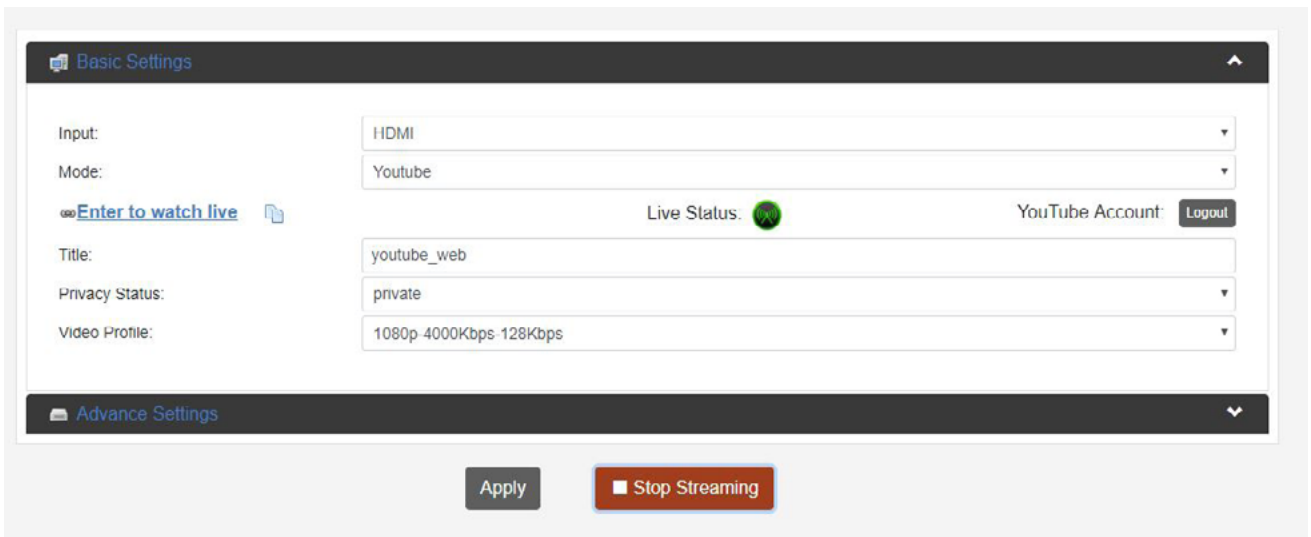 Basic Settings
Input: HDMI
Mode: Youtube
Enter to watch live Live Status: YouTube Account: Logout
Title: youtube_web
Privacy Status: private
Video Profile: 1080p-4000Kbps-128Kbps
Advance Settings
Apply Stop Streaming